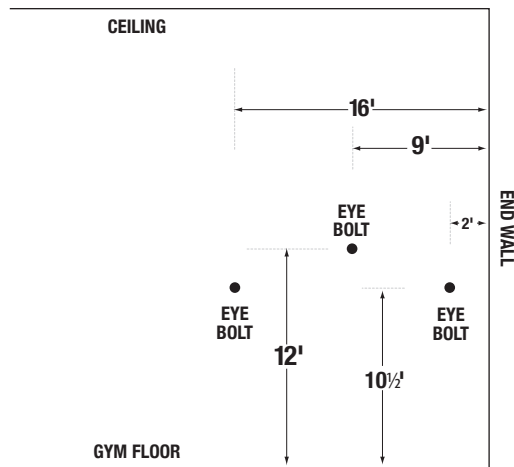 CEILING
16'
9'
2'
END WALL
EYE
BOLT
EYE
BOLT
EYE
BOLT
12'
10½'
GYM FLOOR